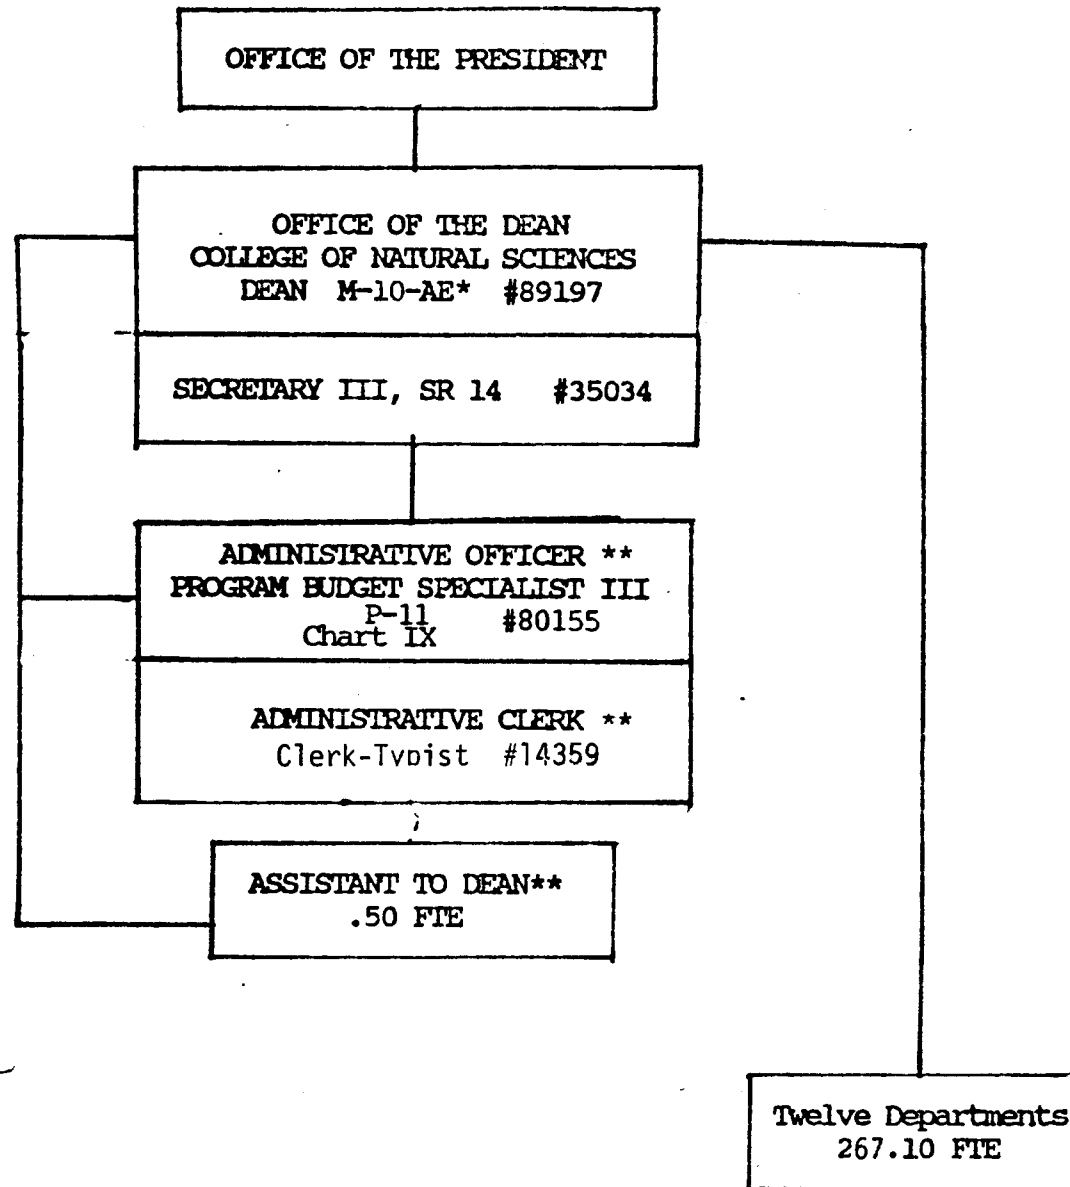 OFFICE OF THE PRESIDENT
OFFICE OF THE DEAN
COLLEGE OF NATURAL SCIENCES
DEAN M-10-AE* #89197
SECRETARY III, SR 14 #35034
ADMINISTRATIVE OFFICER **
PROGRAM BUDGET SPECIALIST III
P-11 #80155
Chart IX
ADMINISTRATIVE CLERK **
Clerk-Typist #14359
ASSISTANT TO DEAN**
.50 FTE
Twelve Departments
267.10 FTE